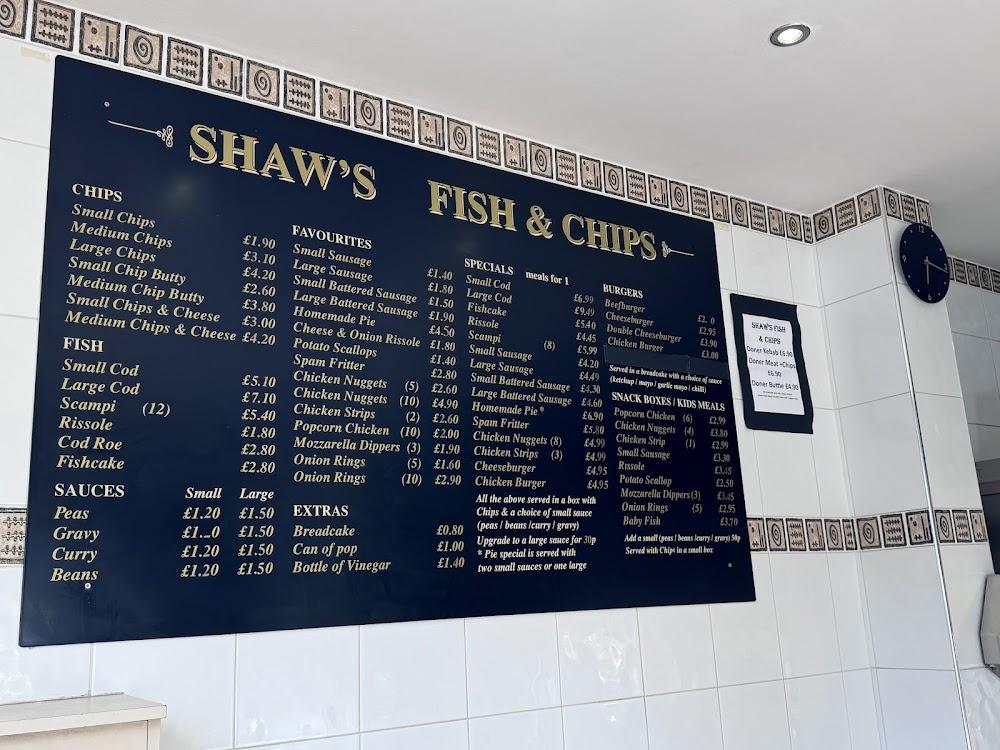 SHAW'S FISH & CHIPS
CHIPS
Small Chips £1.90
Medium Chips £3.10
Large Chips £4.20
Small Chip Butty £2.60
Medium Chip Butty £3.80
Small Chips & Cheese £3.00
Medium Chips & Cheese £4.20
FISH
Small Cod £5.10
Large Cod £7.10
Scampi (12) £5.40
Rissole £1.80
Cod Roe £2.80
Fishcake £2.80
SAUCES Small Large
Peas £1.20 £1.50
Gravy £1._0 £1.50
Curry £1.20 £1.50
Beans £1.20 £1.50
FAVOURITES
Small Sausage £1.40
Large Sausage £1.80
Small Battered Sausage £1.50
Large Battered Sausage £1.90
Homemade Pie £4.50
Cheese & Onion Rissole £1.80
Potato Scallops £1.40
Spam Fritter £2.80
Chicken Nuggets (5) £2.60
Chicken Nuggets (10) £4.90
Chicken Strips (2) £2.60
Popcorn Chicken (10) £2.00
Mozzarella Dippers (3) £1.90
Onion Rings (5) £1.60
Onion Rings (10) £2.90
EXTRAS
Breadcake £0.80
Can of pop £1.00
Bottle of Vinegar £1.40
SPECIALS meals for 1
Small Cod £6.99
Large Cod £9.49
Fishcake £5.40
Rissole £4.45
Scampi (8) £5.99
Small Sausage £4.20
Large Sausage £4.49
Small Battered Sausage £4.30
Large Battered Sausage £4.60
Homemade Pie * £6.90
Spam Fritter £5.80
Chicken Nuggets (8) £4.99
Chicken Strips (3) £4.99
Cheeseburger £4.95
Chicken Burger £4.95
All the above served in a box with
Chips & a choice of small sauce
(peas / beans /curry / gravy)
Upgrade to a large sauce for 30p
* Pie special is served with
two small sauces or one large
BURGERS
Beefburger £2. 0
Cheeseburger £2.95
Double Cheeseburger £3.90
Chicken Burger £3.00
Served in a breadcake with a choice of sauce
(ketchup / mayo / garlic mayo / chilli)
SNACK BOXES / KIDS MEALS
Popcorn Chicken (6) £2.99
Chicken Nuggets (4) £3.80
Chicken Strip (1) £2.99
Small Sausage £3.30
Rissole £3.45
Potato Scallop £2.50
Mozzarella Dippers (3) £3.45
Onion Rings (5) £2.95
Baby Fish £3.70
Add a small (peas / beans /curry / gravy) 50p
Served with Chips in a small box
SHAW'S FISH
& CHIPS
Doner Kebab £6.90
Doner Meat +Chips
£6.90
Doner Buttie £4.90